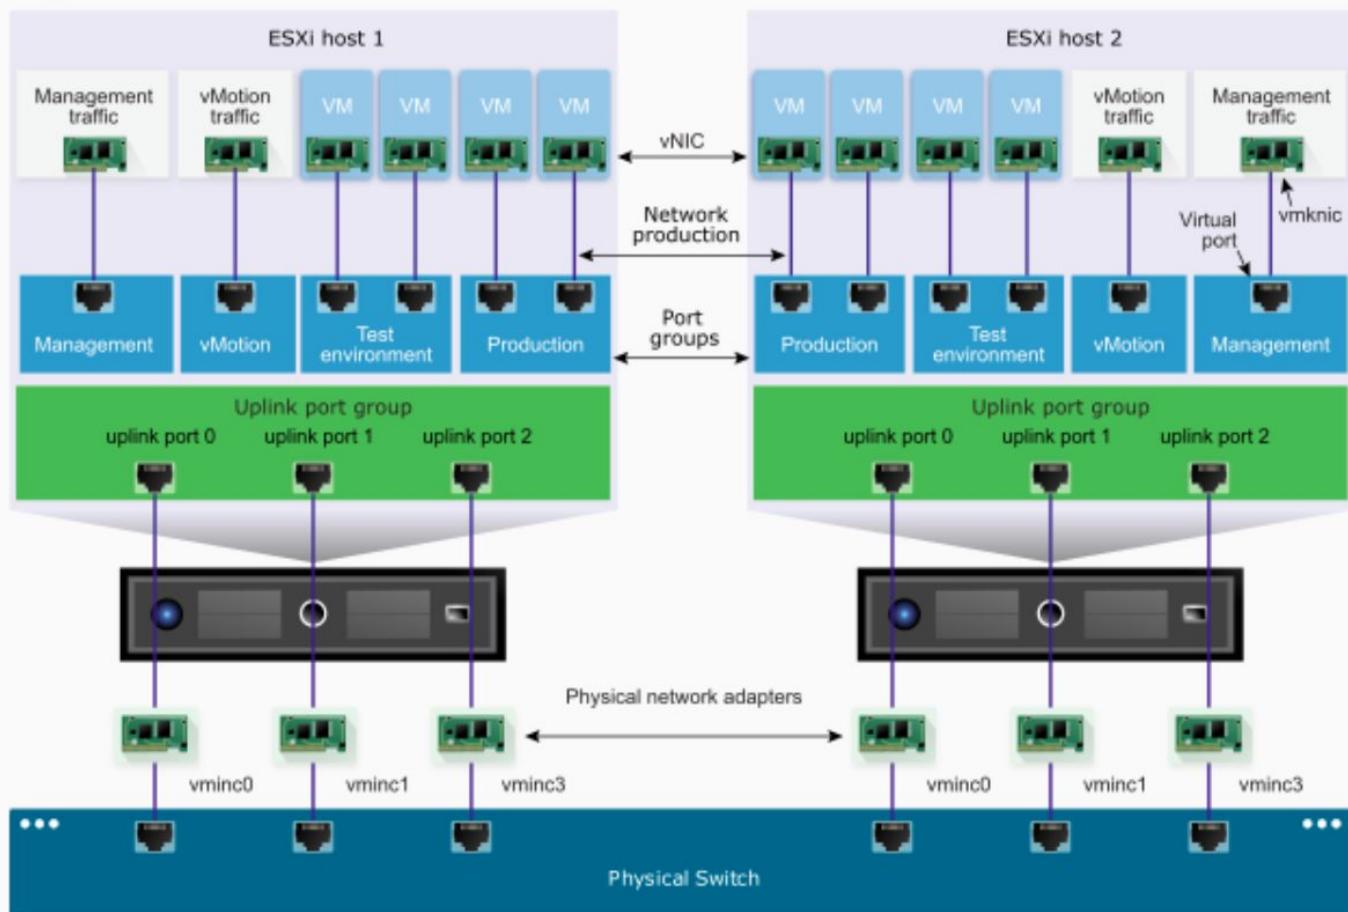 ESXi host 1
ESXi host 2
Management
traffic
vMotion
traffic
VM
VM
VM
VM
vNIC
VM
VM
VM
VM
vMotion
traffic
Management
traffic
Network
production
Virtual
port
vmknic
Management
vMotion
Test
environment
Production
Port
groups
Production
Test
environment
vMotion
Management
Uplink port group
uplink port 0
uplink port 1
uplink port 2
Uplink port group
uplink port 0
uplink port 1
uplink port 2
Physical network adapters
vminc0
vminc1
vminc3
vminc0
vminc1
vminc3
Physical Switch